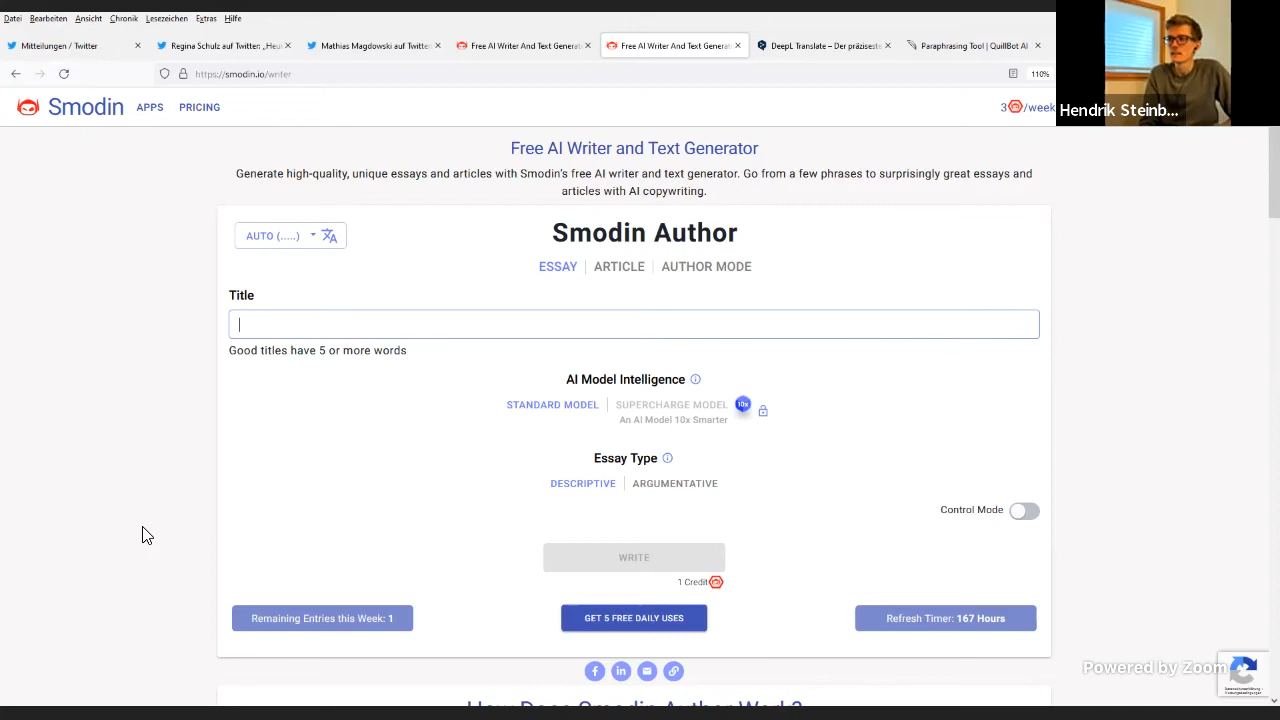 Datei Bearbeiten Ansicht Chronik Lesezeichen Extras Hilfe
Mitteilungen / Twitter
Regina Schulz auf Twitter: „Heut
Mathias Magdowski auf Twitt
Free AI Writer And Text Generat
Free AI Writer And Text Generat
DeepL Translate – Der präziseste
Paraphrasing Tool | QuillBot AI
https://smodin.io/writer
110%
Hendrik Steinb...
Smodin APPS PRICING
3 /week
Free AI Writer and Text Generator
Generate high-quality, unique essays and articles with Smodin's free AI writer and text generator. Go from a few phrases to surprisingly great essays and
articles with AI copywriting.
AUTO (.....)
Smodin Author
ESSAY ARTICLE AUTHOR MODE
Title
Good titles have 5 or more words
AI Model Intelligence
STANDARD MODEL SUPERCHARGE MODEL 10x
An AI Model 10x Smarter
Essay Type
DESCRIPTIVE ARGUMENTATIVE
Control Mode
WRITE
1 Credit
Remaining Entries this Week: 1
GET 5 FREE DAILY USES
Refresh Timer: 167 Hours
Powered by Zoom